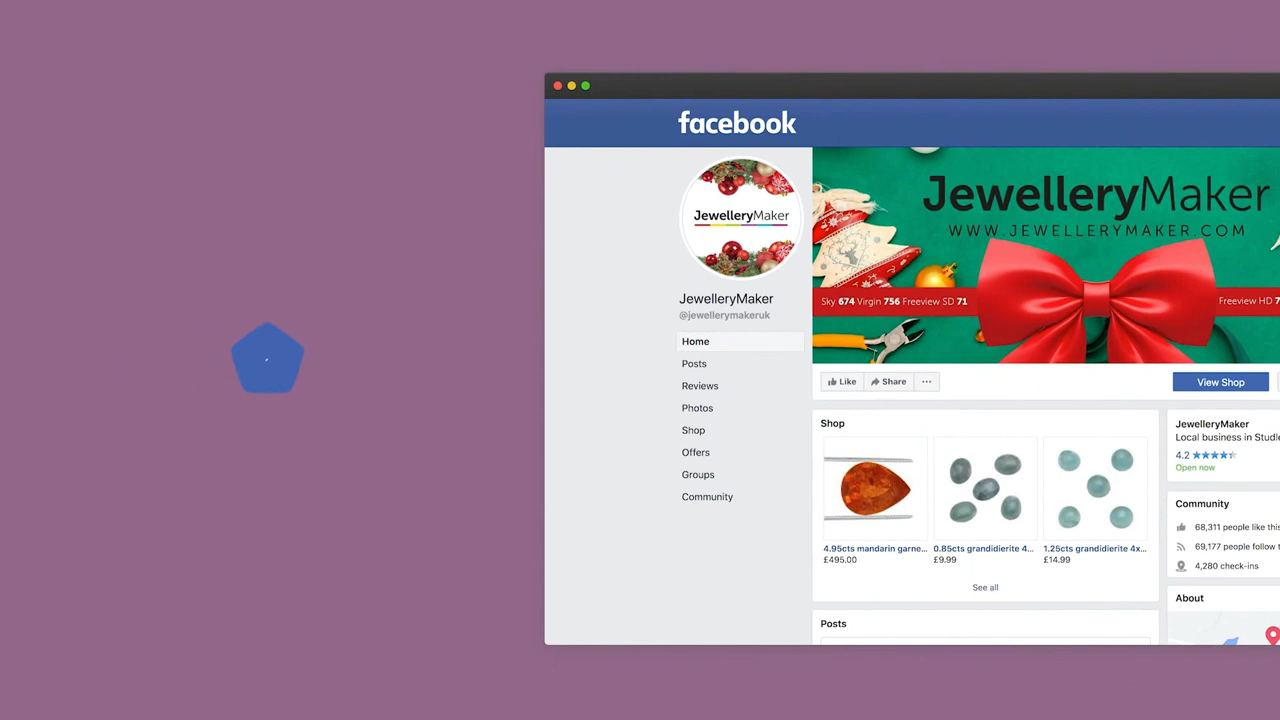 facebook
JewelleryMaker
JewelleryMaker
@jewellerymakeruk
Home
Posts
Reviews
Photos
Shop
Offers
Groups
Community
JewelleryMaker
WWW.JEWELLERYMAKER.COM
Sky 674 Virgin 756 Freeview SD 71
Freeview HD 7
Like
Share
View Shop
Shop
4.95cts mandarin garne...
£495.00
0.85cts grandidierite 4...
£9.99
1.25cts grandidierite 4x...
£14.99
See all
Posts
JewelleryMaker
Local business in Studle
4.2
Open now
Community
68,311 people like this
69,177 people follow t
4,280 check-ins
About